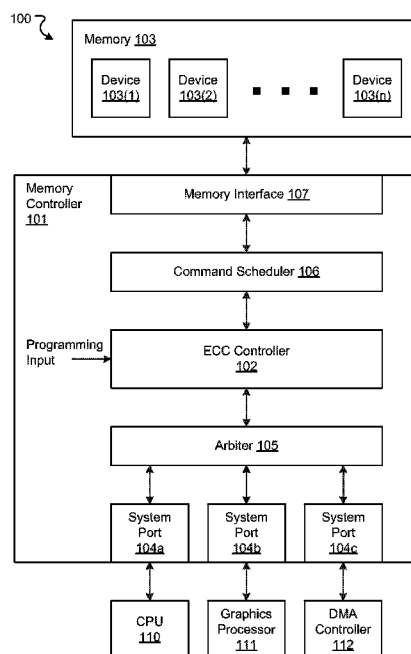 100
Memory 103
Device
103(1)
Device
103(2)
Device
103(n)
Memory
Controller
101
Memory Interface 107
Command Scheduler 106
Programming
Input
ECC Controller
102
Arbiter 105
System
Port
104a
System
Port
104b
System
Port
104c
CPU
110
Graphics
Processor
111
DMA
Controller
112